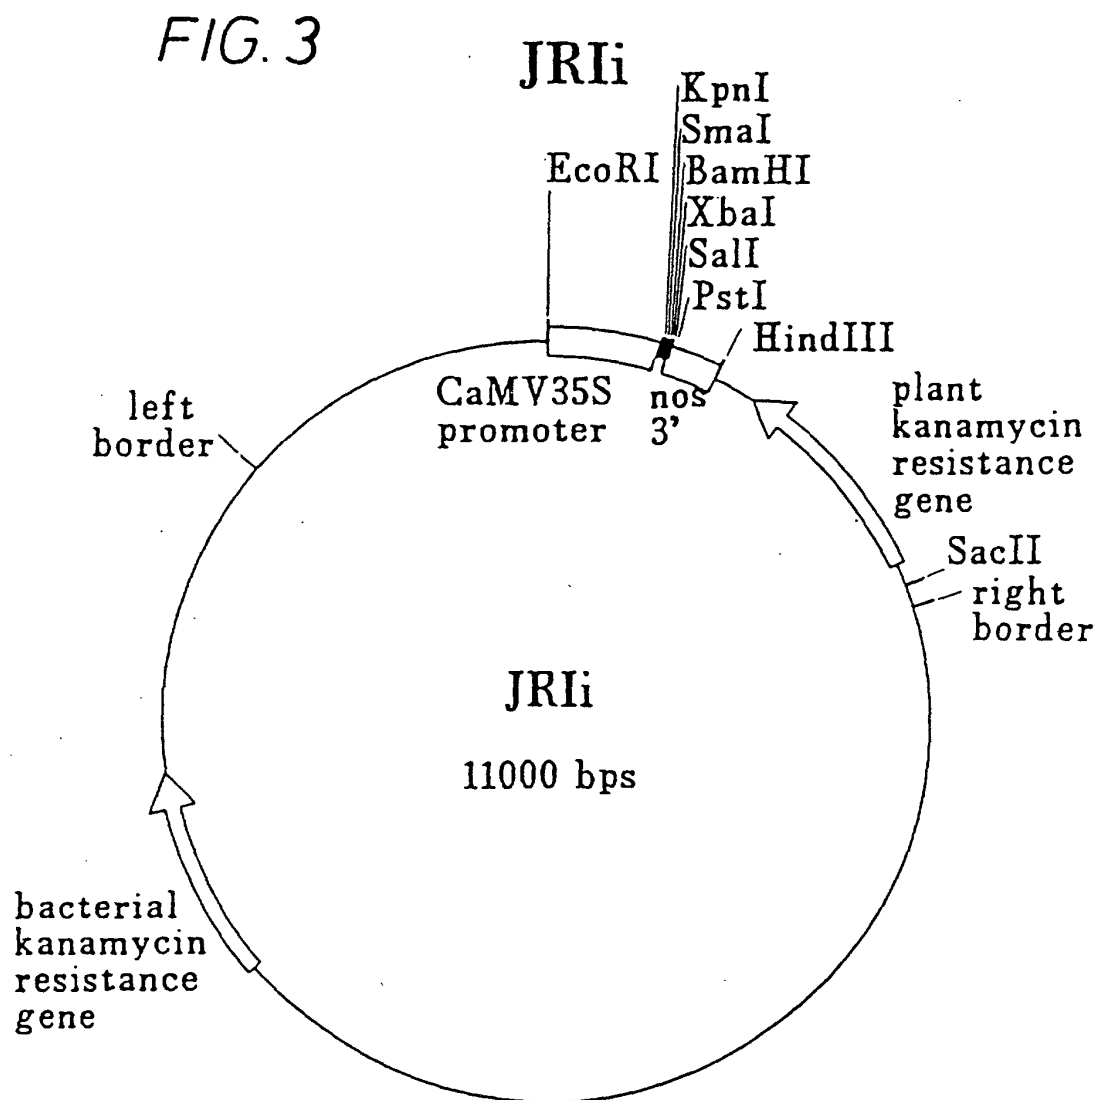 FIG. 3
JRIi
KpnI
SmaI
EcoRI
BamHI
XbaI
SalI
PstI
HindIII
CaMV35S
promoter
nos
3'
left
border
plant
kanamycin
resistance
gene
SacII
right
border
JRIi
11000 bps
bacterial
kanamycin
resistance
gene